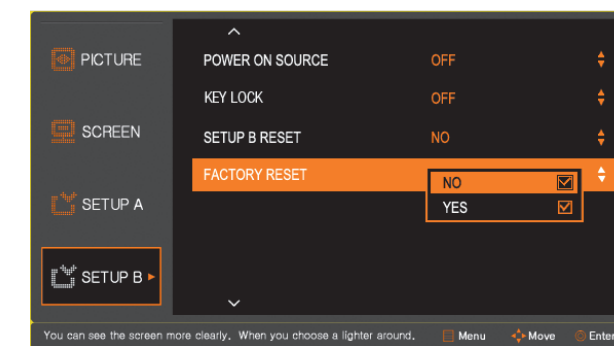 PICTURE
SCREEN
SETUP A
SETUP B
POWER ON SOURCE OFF
KEY LOCK OFF
SETUP B RESET NO
FACTORY RESET
NO
YES
You can see the screen more clearly. When you choose a lighter around. Menu Move Enter